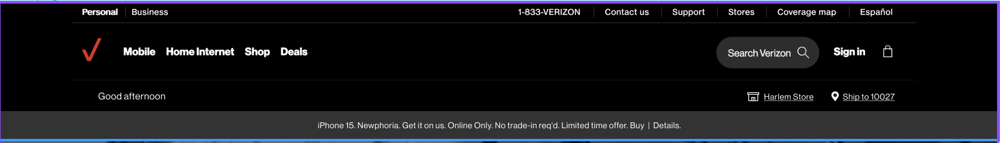 Personal | Business 1-833-VERIZON | Contact us | Support | Stores | Coverage map | Español
Mobile Home Internet Shop Deals Search Verizon Sign in
Good afternoon Harlem Store Ship to 10027
iPhone 15. Newphoria. Get it on us. Online Only. No trade-in req'd. Limited time offer. Buy | Details.